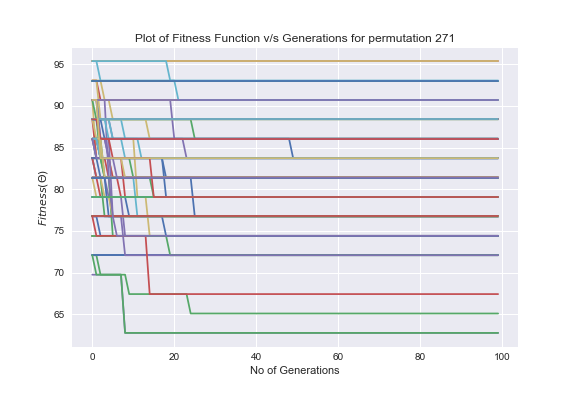 Plot of Fitness Function v/s Generations for permutation 271
95
90
85
80
75
70
65
Fitness(Θ)
0 20 40 60 80 100
No of Generations